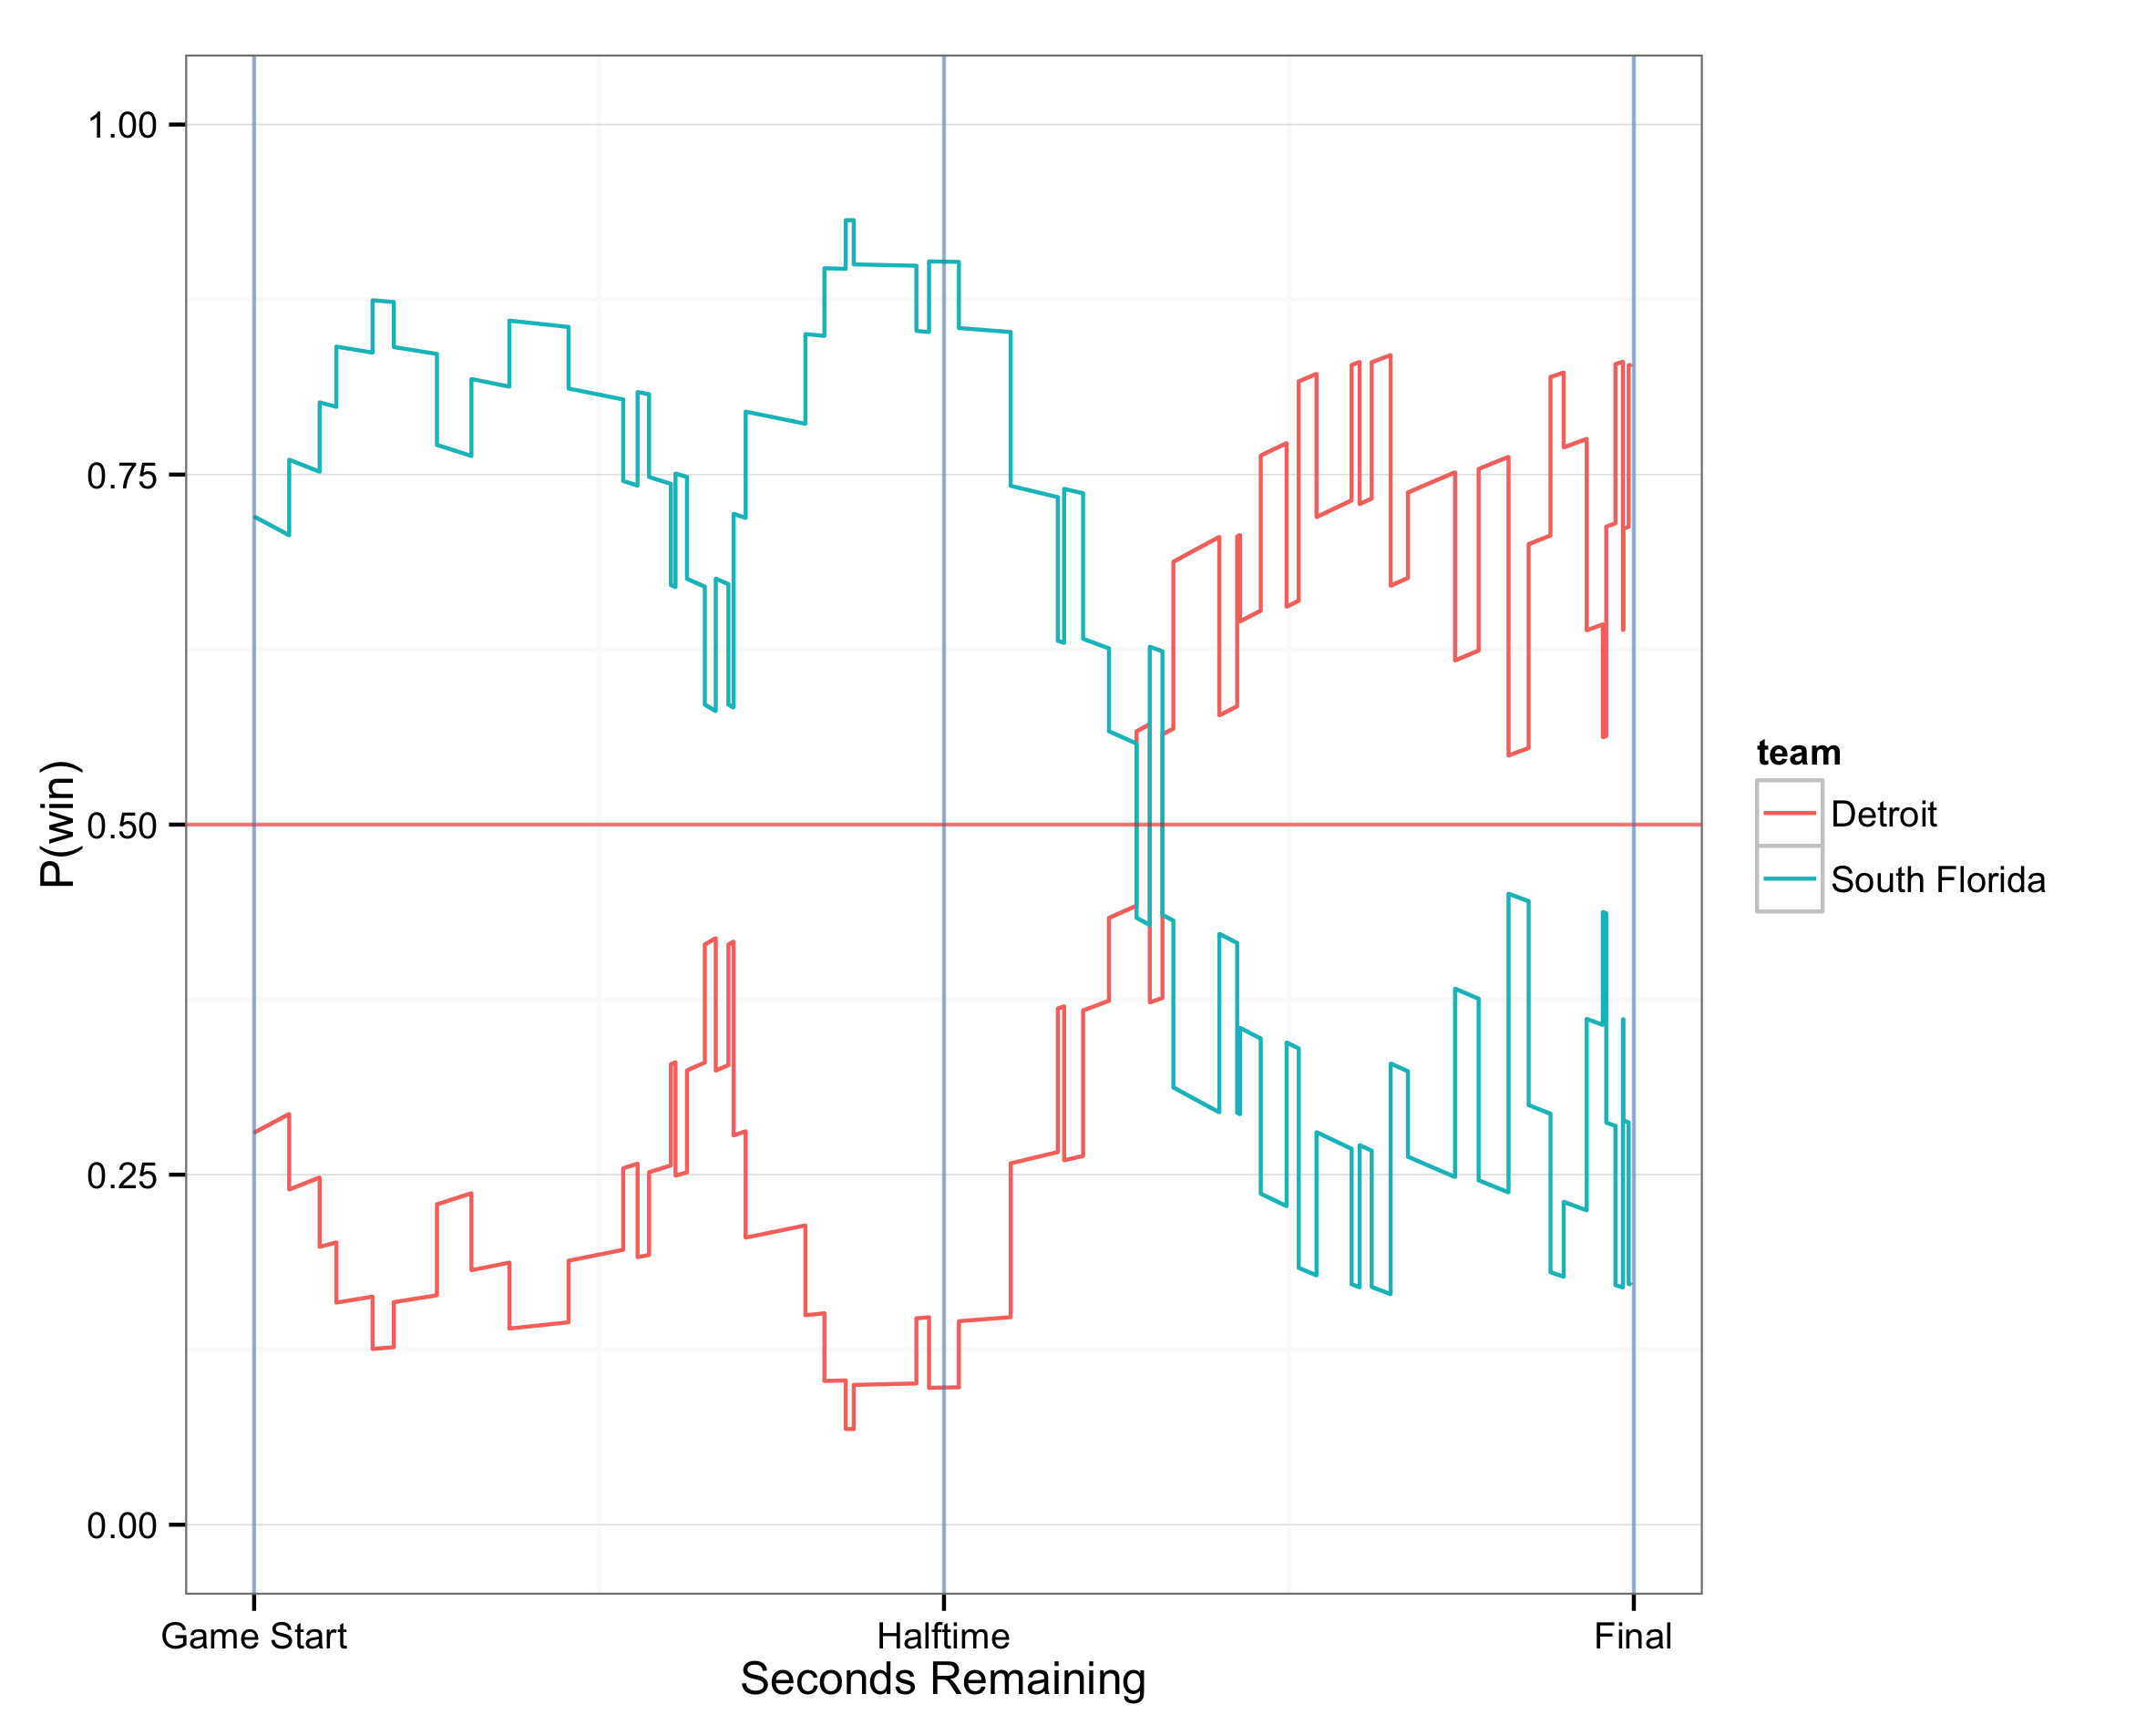 1.00
0.75
0.50
0.25
0.00
P(win)
Game Start
Halftime
Final
Seconds Remaining
team
Detroit
South Florida